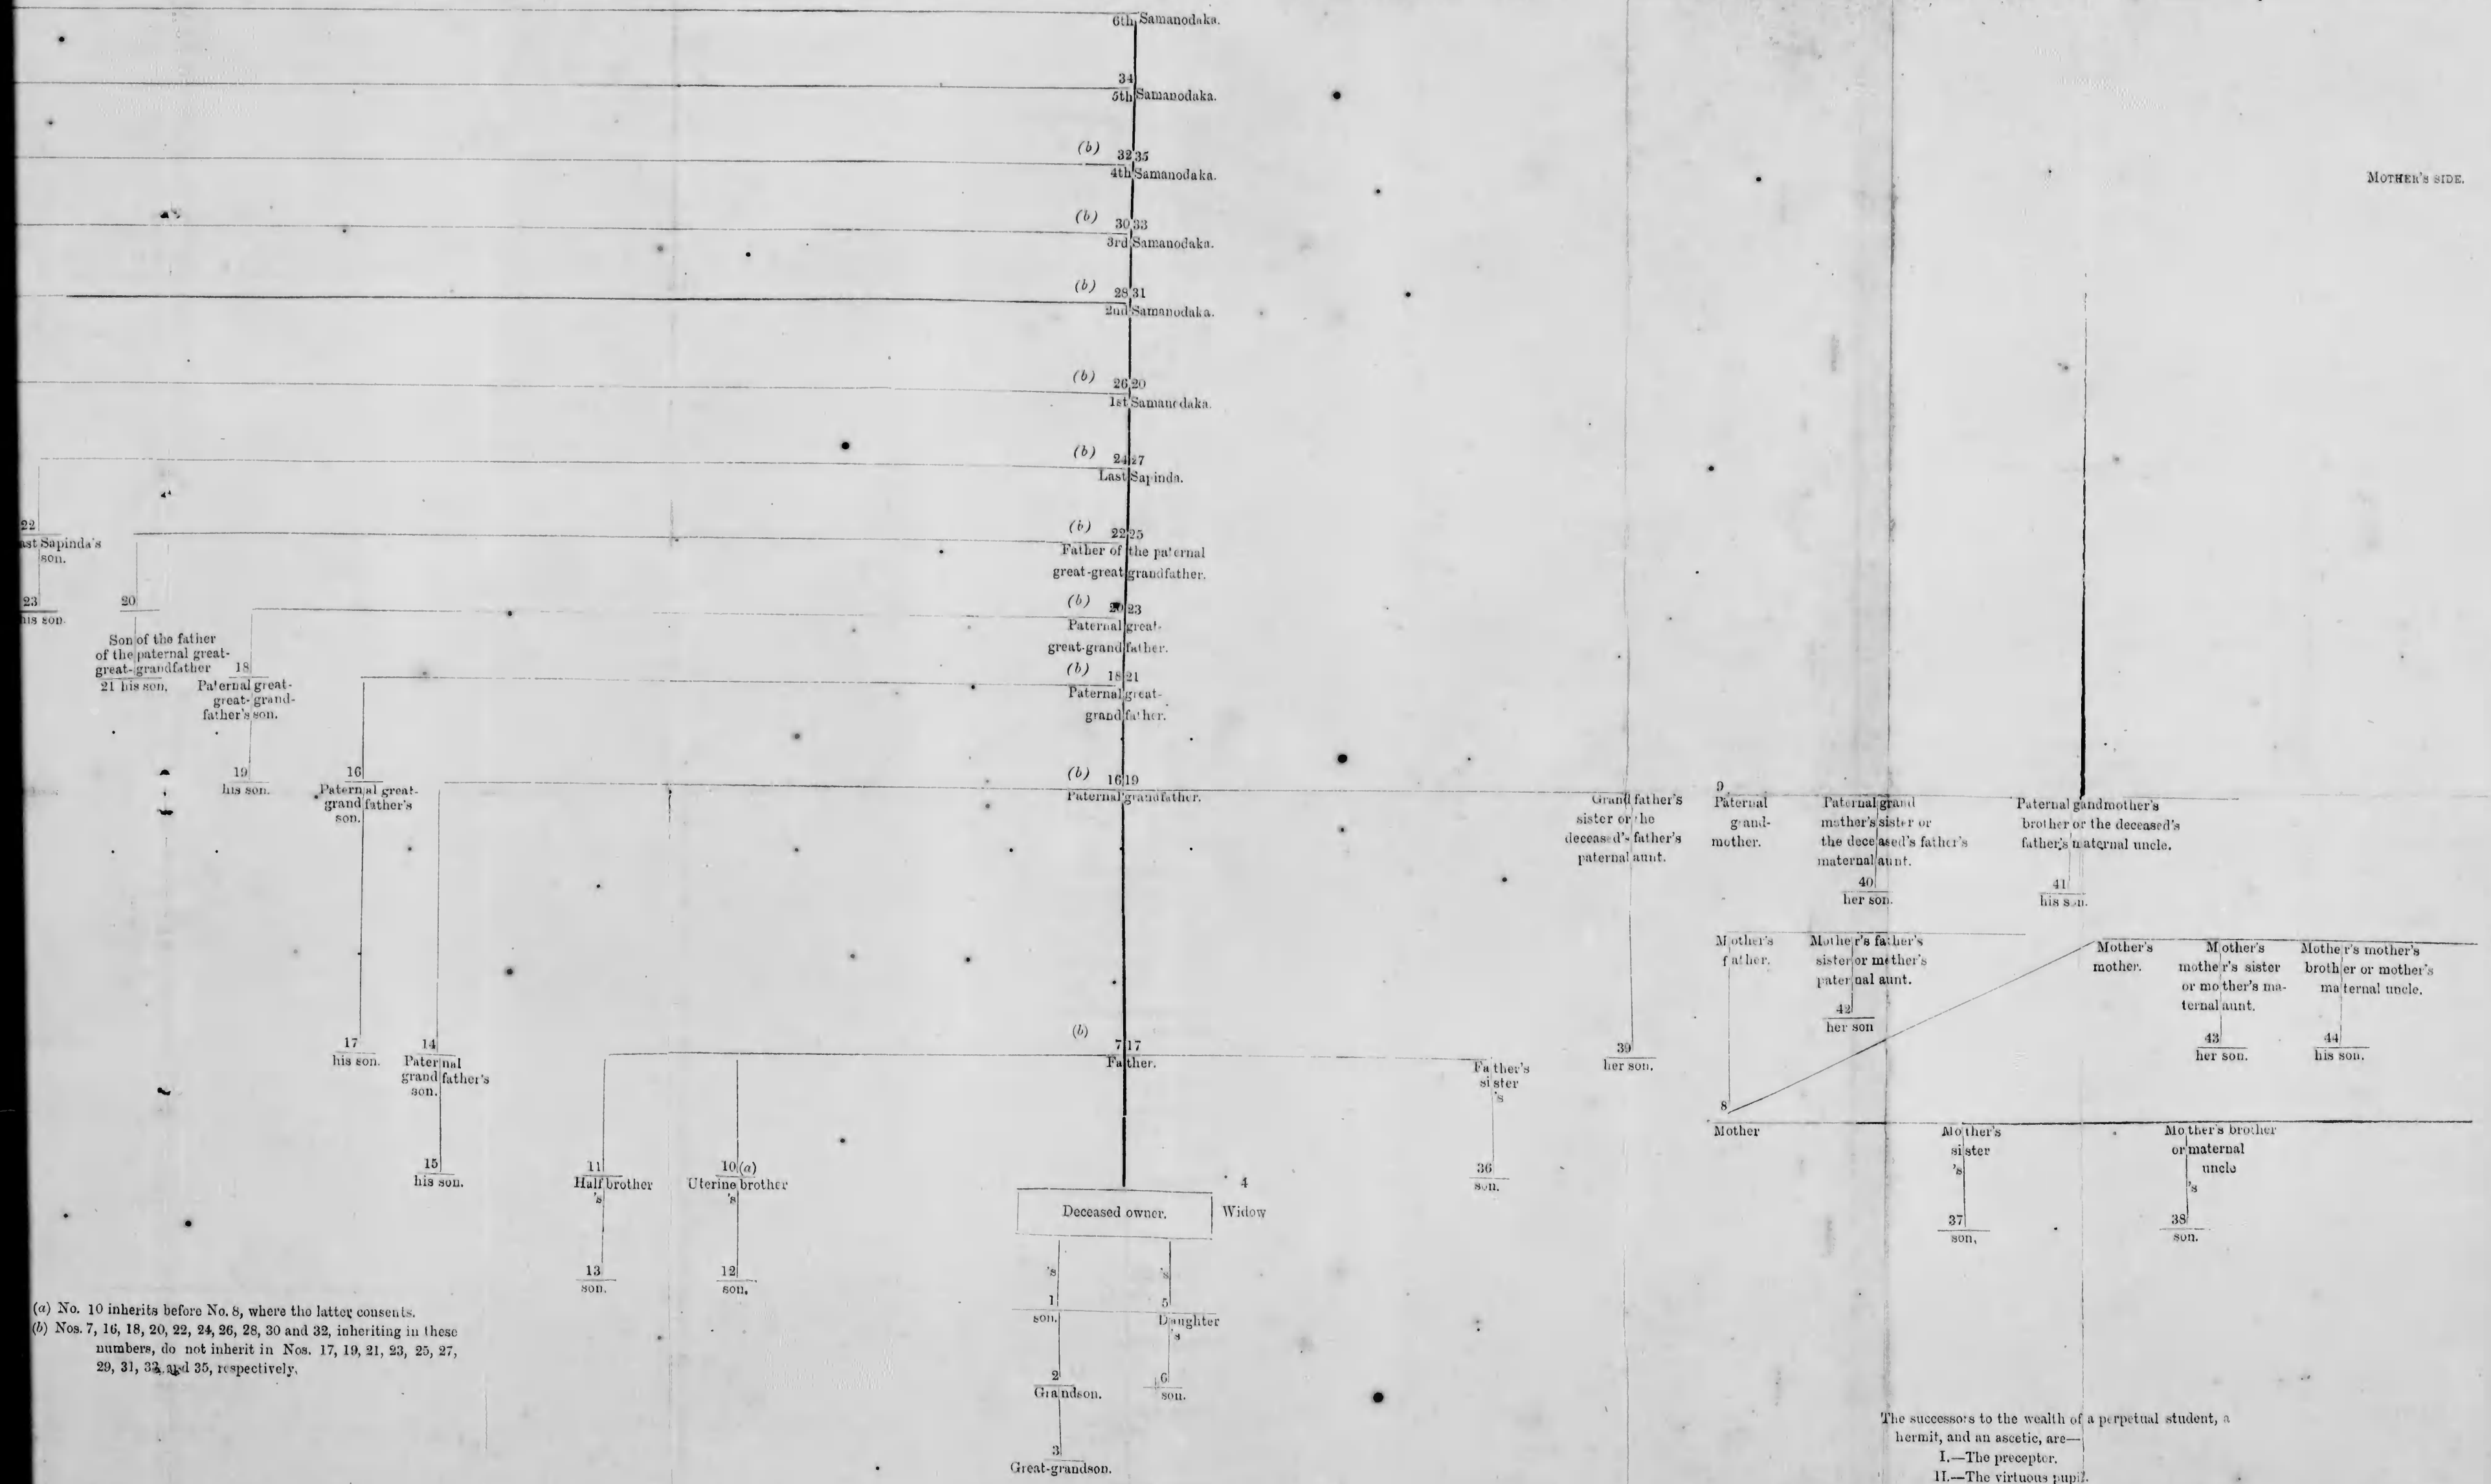 6th Samanodaka.
34
5th Samanodaka.
(b) 32 35
4th Samanodaka.
MOTHER'S SIDE.
(b) 30 33
3rd Samanodaka.
(b) 28 31
2nd Samanodaka.
(b) 26 20
1st Samanodaka.
(b) 24 27
Last Sapinda.
(b) 22 25
Father of the paternal
great-great grandfather.
22
ast Sapinda's
son.
23
his son.
20
Son of the father
of the paternal great-
great-grandfather
21 his son.
(b) 20 23
Paternal great-
great-grand father.
18
Paternal great-
great-grand-
father's son.
19
his son.
(b) 18 21
Paternal great-
grand father.
16
Paternal great-
grand father's
son.
17
his son.
(b) 16 19
Paternal grandfather.
Grand father's
sister or the
deceased's father's
paternal aunt.
39
her son.
9
Paternal
grand-
mother.
Paternal grand
mother's sister or
the deceased's father's
maternal aunt.
40
her son.
Paternal gandmother's
brother or the deceased's
father's maternal uncle.
41
his son.
Mother's
father.
Mother's father's
sister or mother's
paternal aunt.
42
her son
Mother's
mother.
Mother's
mother's sister
or mother's ma-
ternal aunt.
43
her son.
Mother's mother's
brother or mother's
maternal uncle.
44
his son.
14
Paternal
grand father's
son.
15
his son.
(b)
7 17
Father.
Father's
sister
's
36
son.
8
Mother
Mother's
sister
's
37
son,
Mother's brother
or maternal
uncle
's
38
son.
11
Half brother
's
13
son.
10 (a)
Uterine brother
's
12
son.
Deceased owner.
4
Widow
's
1
son.
2
Grandson.
3
Great-grandson.
's
5
Daughter
's
6
son.
(a) No. 10 inherits before No. 8, where the latter consents.
(b) Nos. 7, 16, 18, 20, 22, 24, 26, 28, 30 and 32, inheriting in these
numbers, do not inherit in Nos. 17, 19, 21, 23, 25, 27,
29, 31, 33 and 35, respectively.
The successors to the wealth of a perpetual student, a
hermit, and an ascetic, are—
I.—The preceptor.
II.—The virtuous pupil.